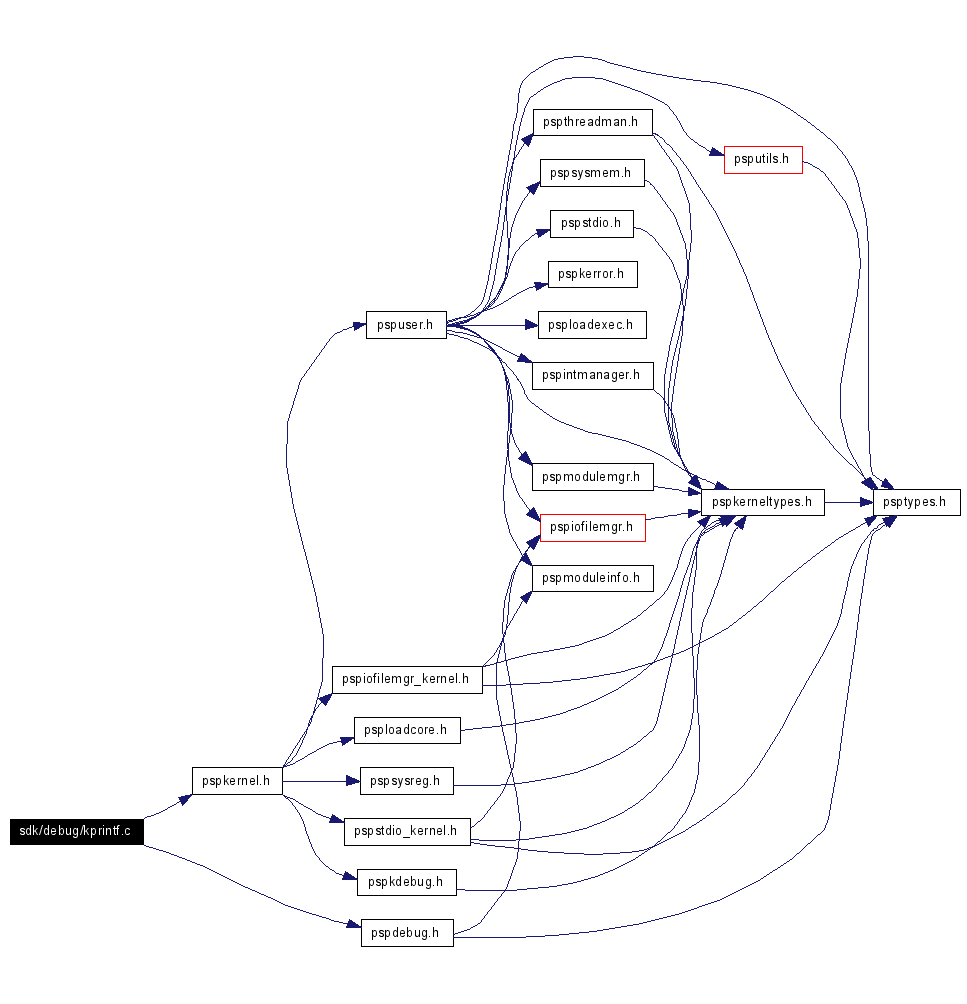 pspthreadman.h
psputils.h
pspsysmem.h
pspstdio.h
pspkerror.h
pspuser.h
psploadexec.h
pspintmanager.h
pspmodulemgr.h
pspkerneltypes.h
psptypes.h
pspiofilemgr.h
pspmoduleinfo.h
pspiofilemgr_kernel.h
psploadcore.h
pspkernel.h
pspsysreg.h
sdk/debug/kprintf.c
pspstdio_kernel.h
pspkdebug.h
pspdebug.h